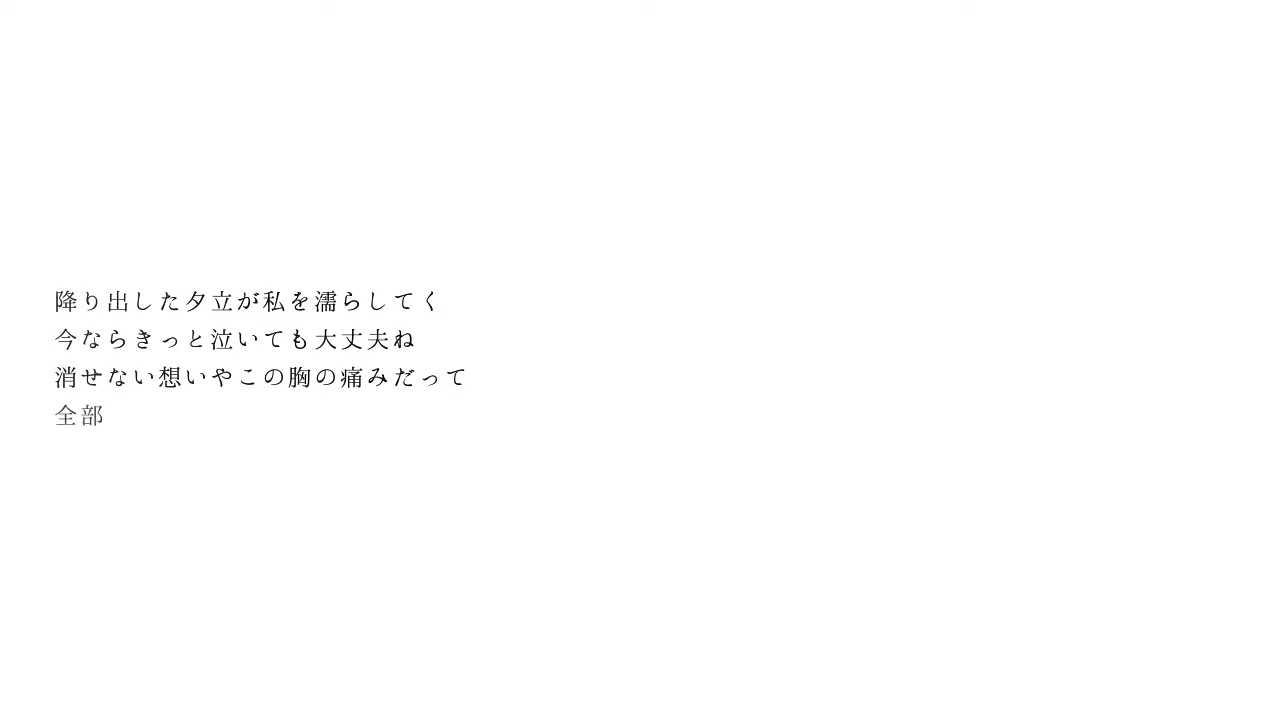 降り出した夕立が私を濡らしてく
今ならきっと泣いても大丈夫ね
消せない想いやこの胸の痛みだって
全部